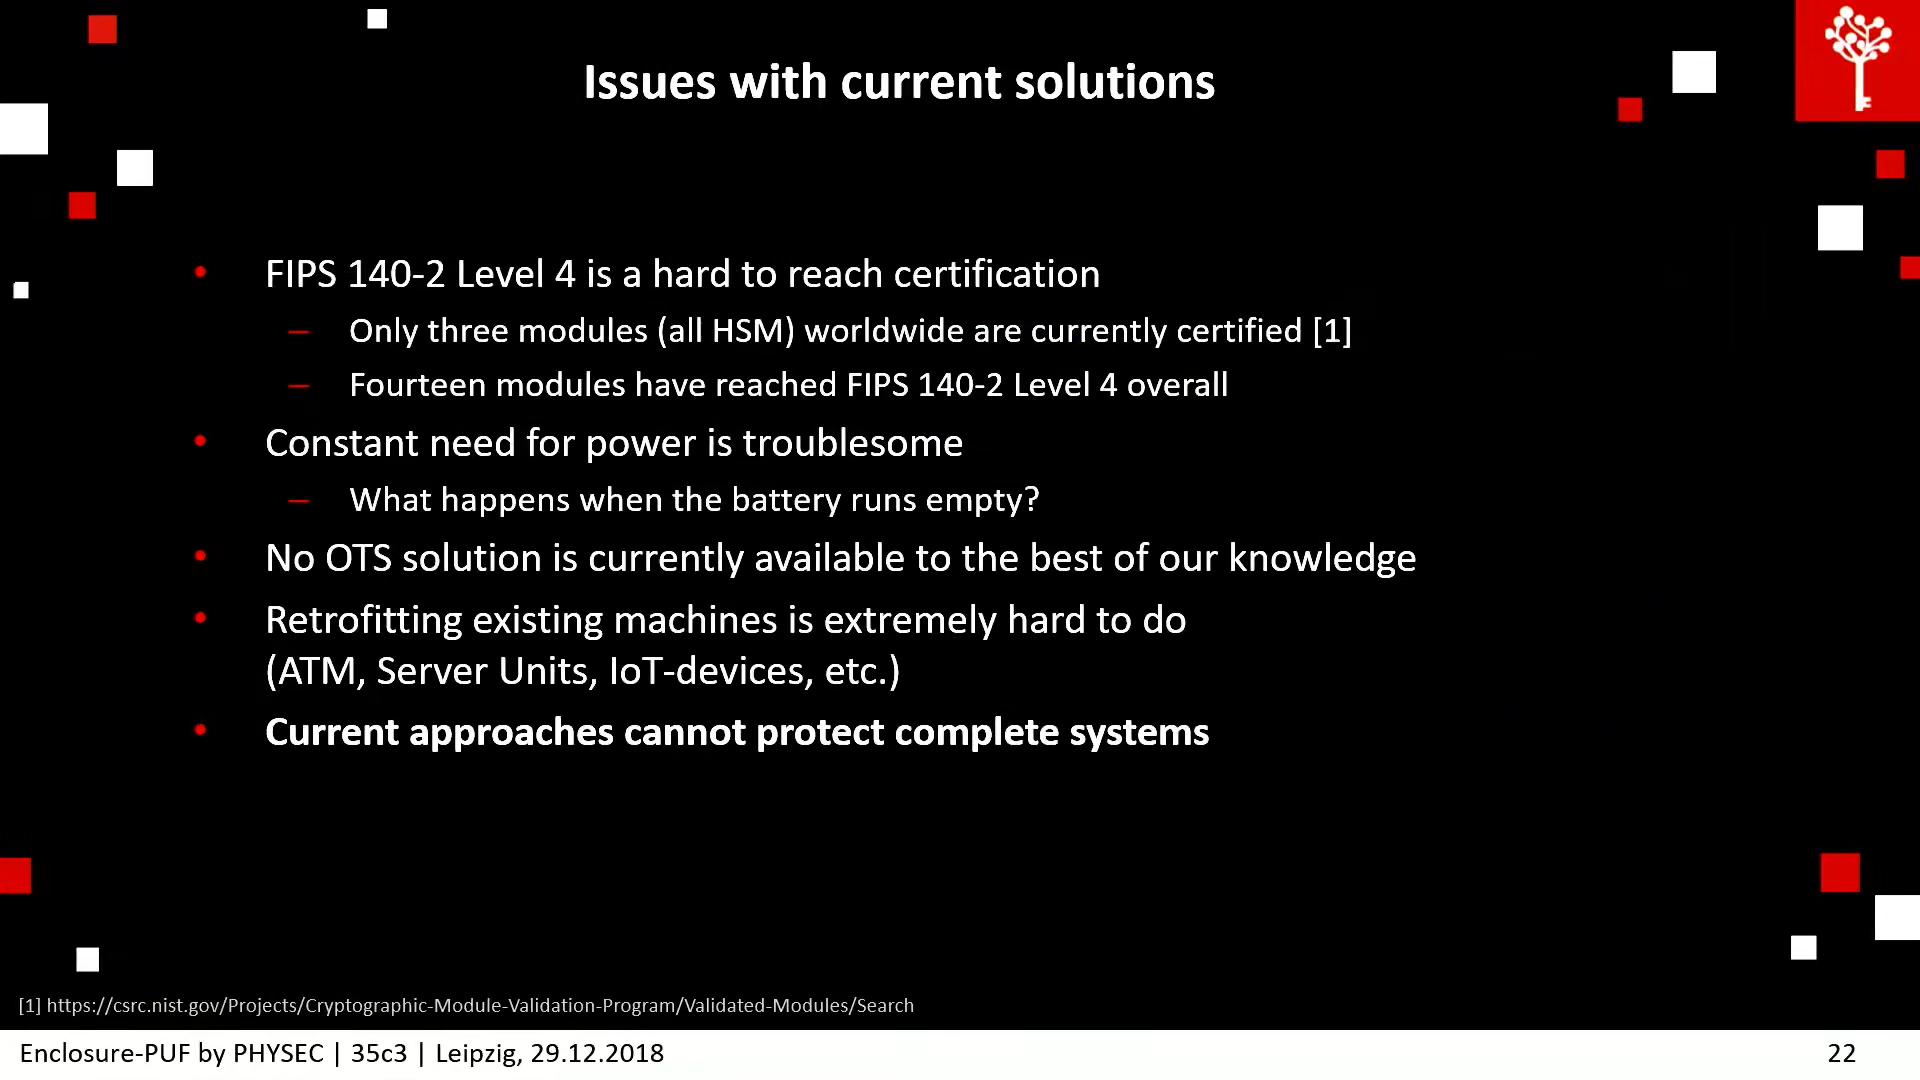 Issues with current solutions
• FIPS 140-2 Level 4 is a hard to reach certification
– Only three modules (all HSM) worldwide are currently certified [1]
– Fourteen modules have reached FIPS 140-2 Level 4 overall
• Constant need for power is troublesome
– What happens when the battery runs empty?
• No OTS solution is currently available to the best of our knowledge
• Retrofitting existing machines is extremely hard to do
(ATM, Server Units, IoT-devices, etc.)
• Current approaches cannot protect complete systems
[1] https://csrc.nist.gov/Projects/Cryptographic-Module-Validation-Program/Validated-Modules/Search
Enclosure-PUF by PHYSEC | 35c3 | Leipzig, 29.12.2018
22